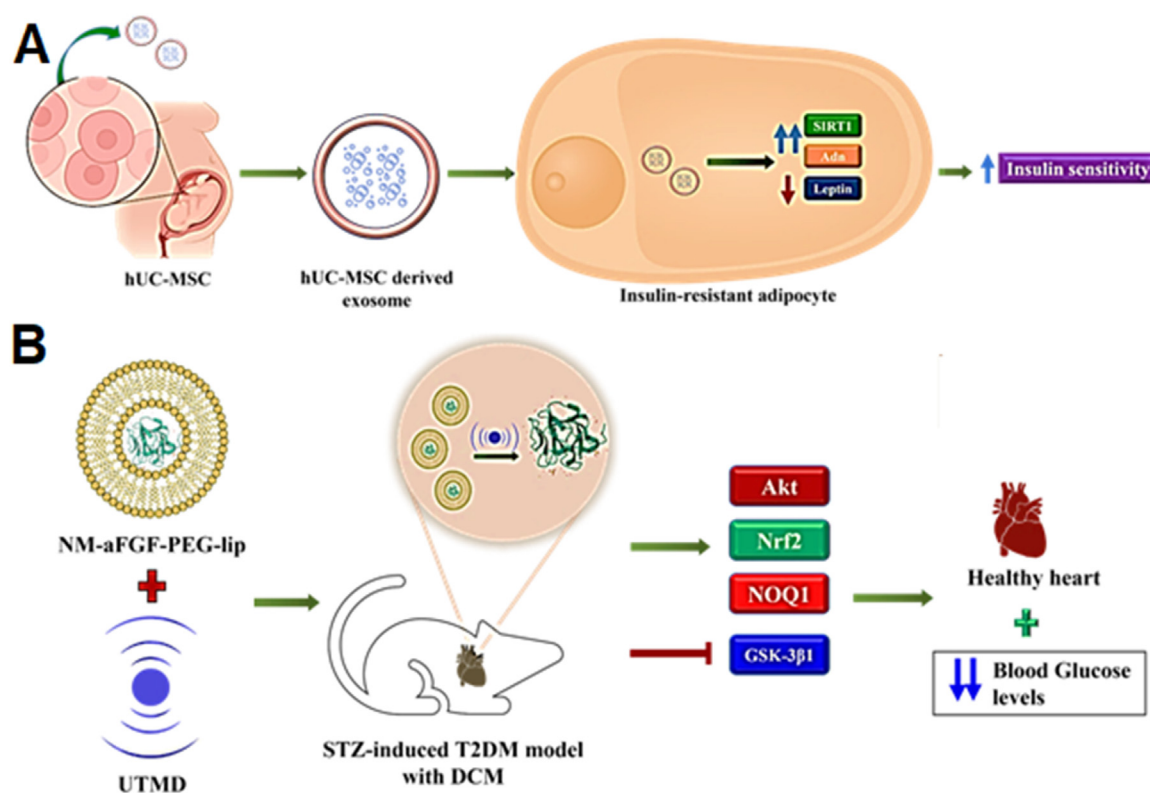 A
SIRT1
Adn
Leptin
Insulin sensitivity
hUC-MSC
hUC-MSC derived
exosome
Insulin-resistant adipocyte
B
NM-aFGF-PEG-lip
UTMD
STZ-induced T2DM model
with DCM
Akt
Nrf2
NOQ1
GSK-3β1
Healthy heart
Blood Glucose
levels